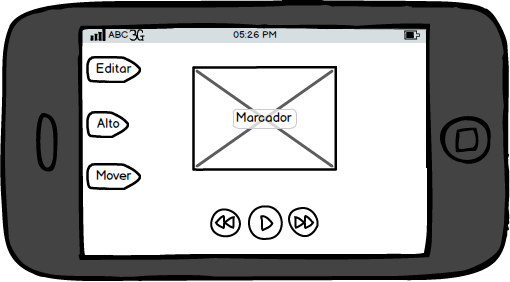 ABC 3G 05:26 PM
Editar
Marcador
Alto
Mover